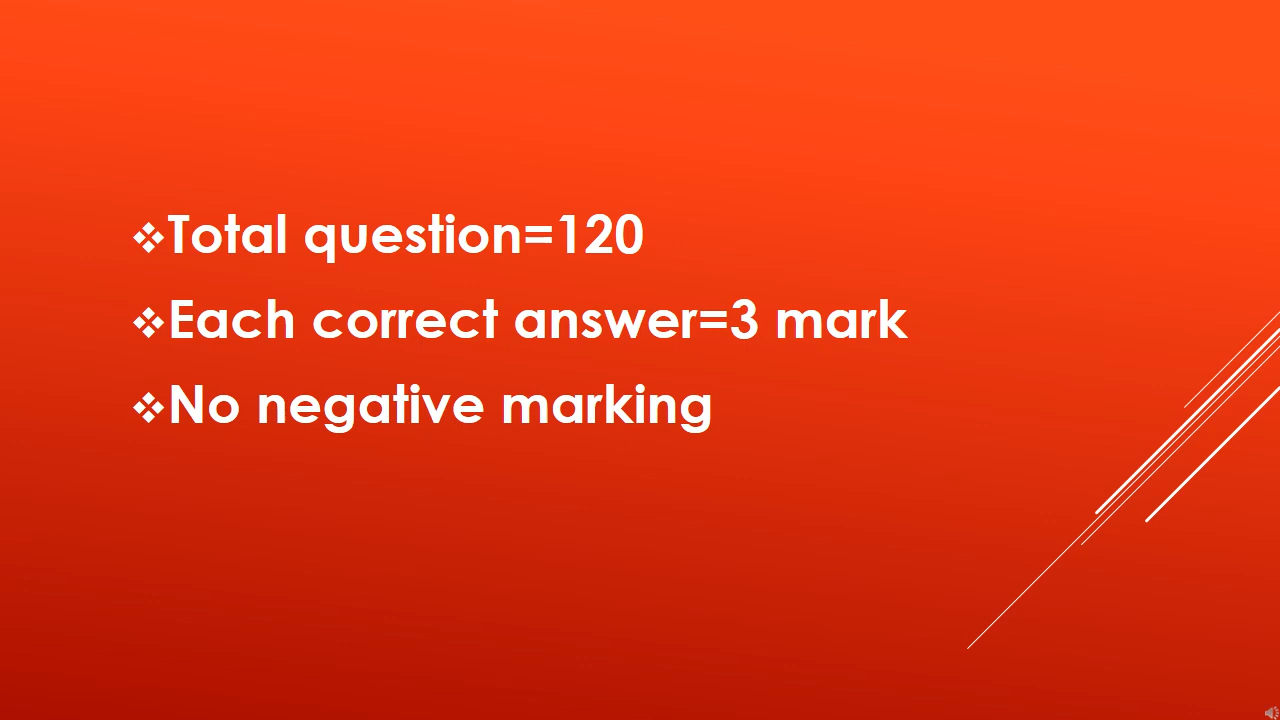 ❖Total question=120
❖Each correct answer=3 mark
❖No negative marking